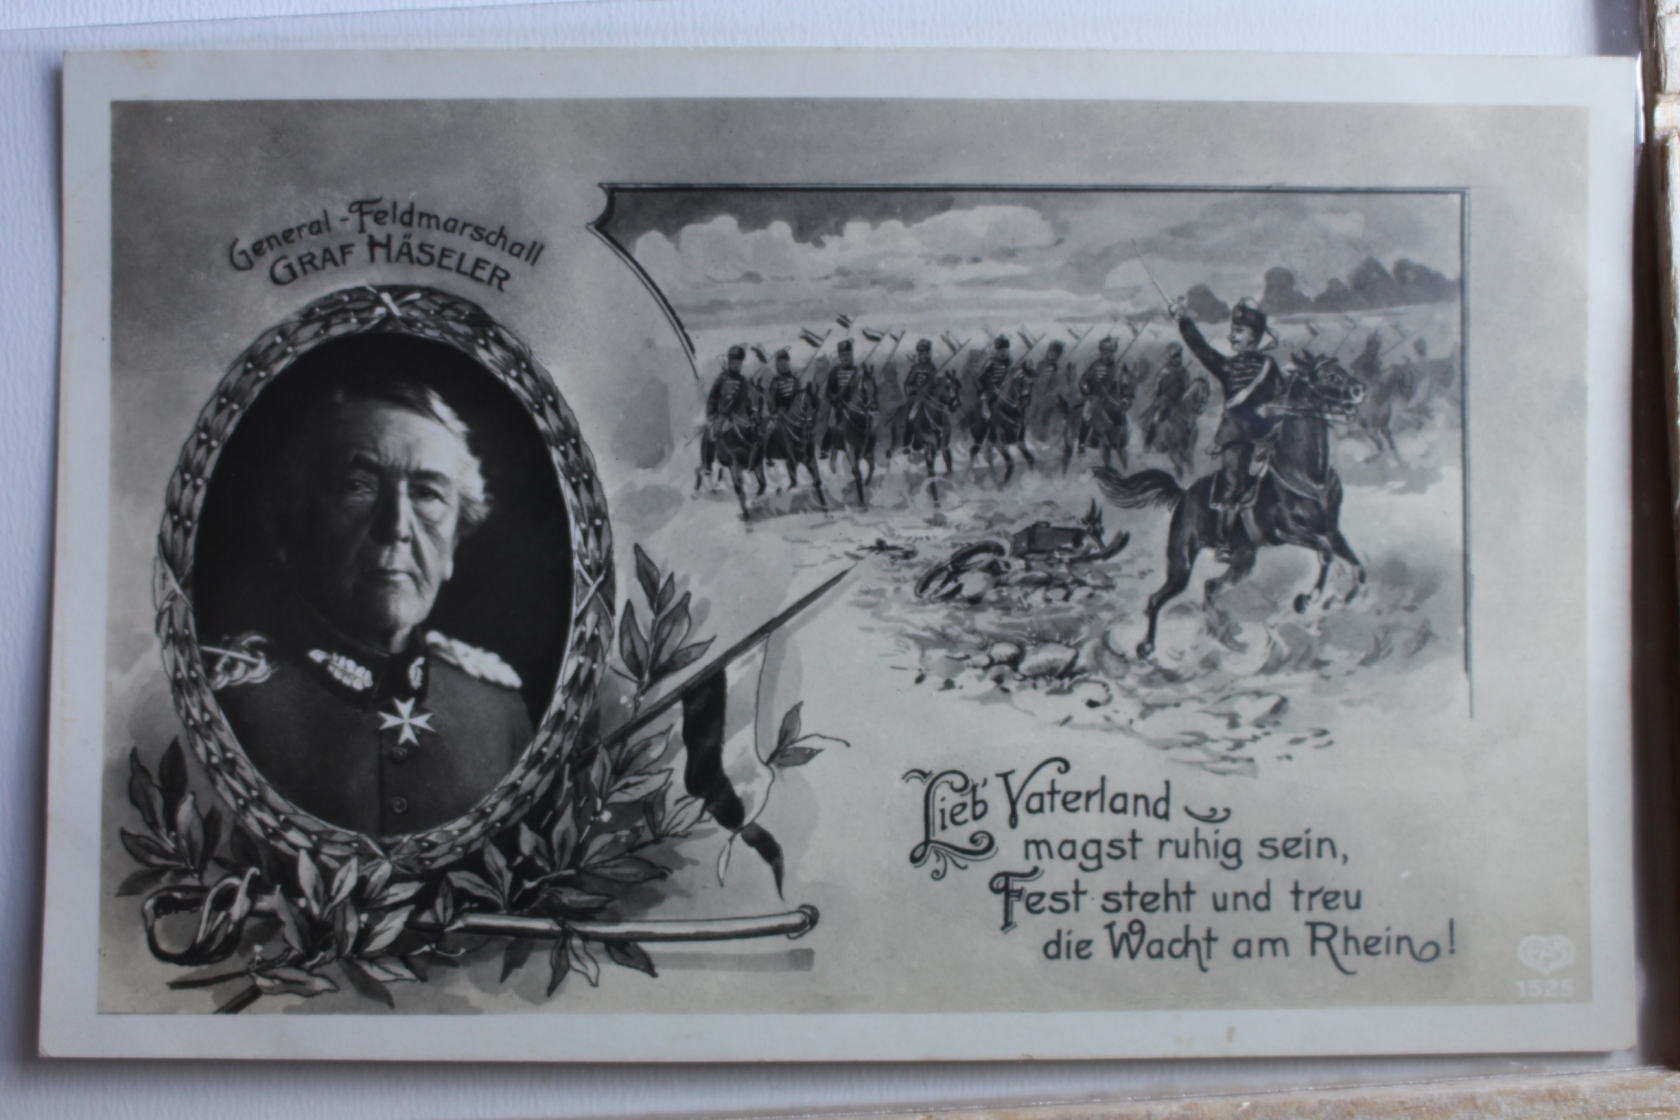 General-Feldmarschall
GRAF HÄSELER
Lieb' Vaterland
magst ruhig sein,
Fest steht und treu
die Wacht am Rhein!
1525